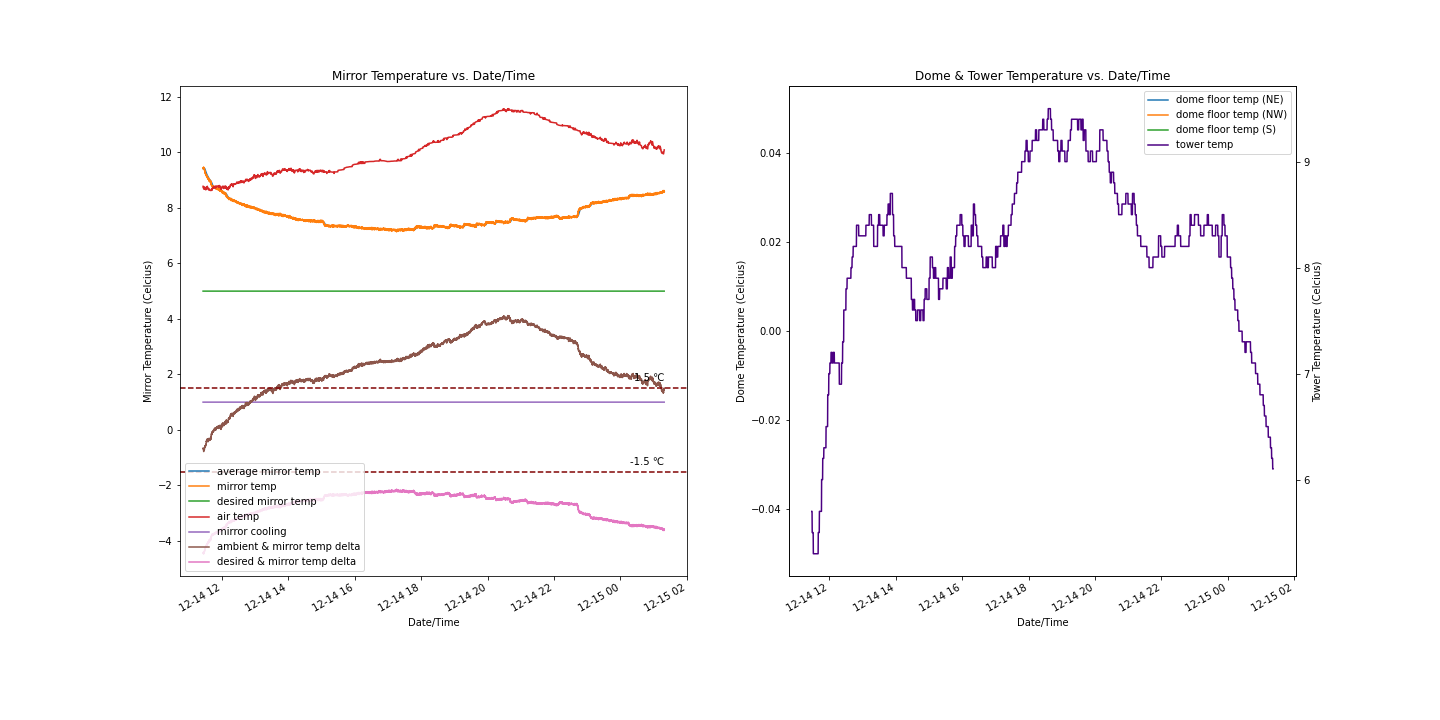 Mirror Temperature vs. Date/Time
Mirror Temperature (Celcius)
12
10
8
6
4
2
0
−2
−4
-1.5 °C
-1.5 °C
average mirror temp
mirror temp
desired mirror temp
air temp
mirror cooling
ambient & mirror temp delta
desired & mirror temp delta
12-14 12
12-14 14
12-14 16
12-14 18
12-14 20
12-14 22
12-15 00
12-15 02
Date/Time
Dome & Tower Temperature vs. Date/Time
Dome Temperature (Celcius)
0.04
0.02
0.00
−0.02
−0.04
dome floor temp (NE)
dome floor temp (NW)
dome floor temp (S)
tower temp
9
8
7
6
Tower Temperature (Celcius)
12-14 12
12-14 14
12-14 16
12-14 18
12-14 20
12-14 22
12-15 00
12-15 02
Date/Time